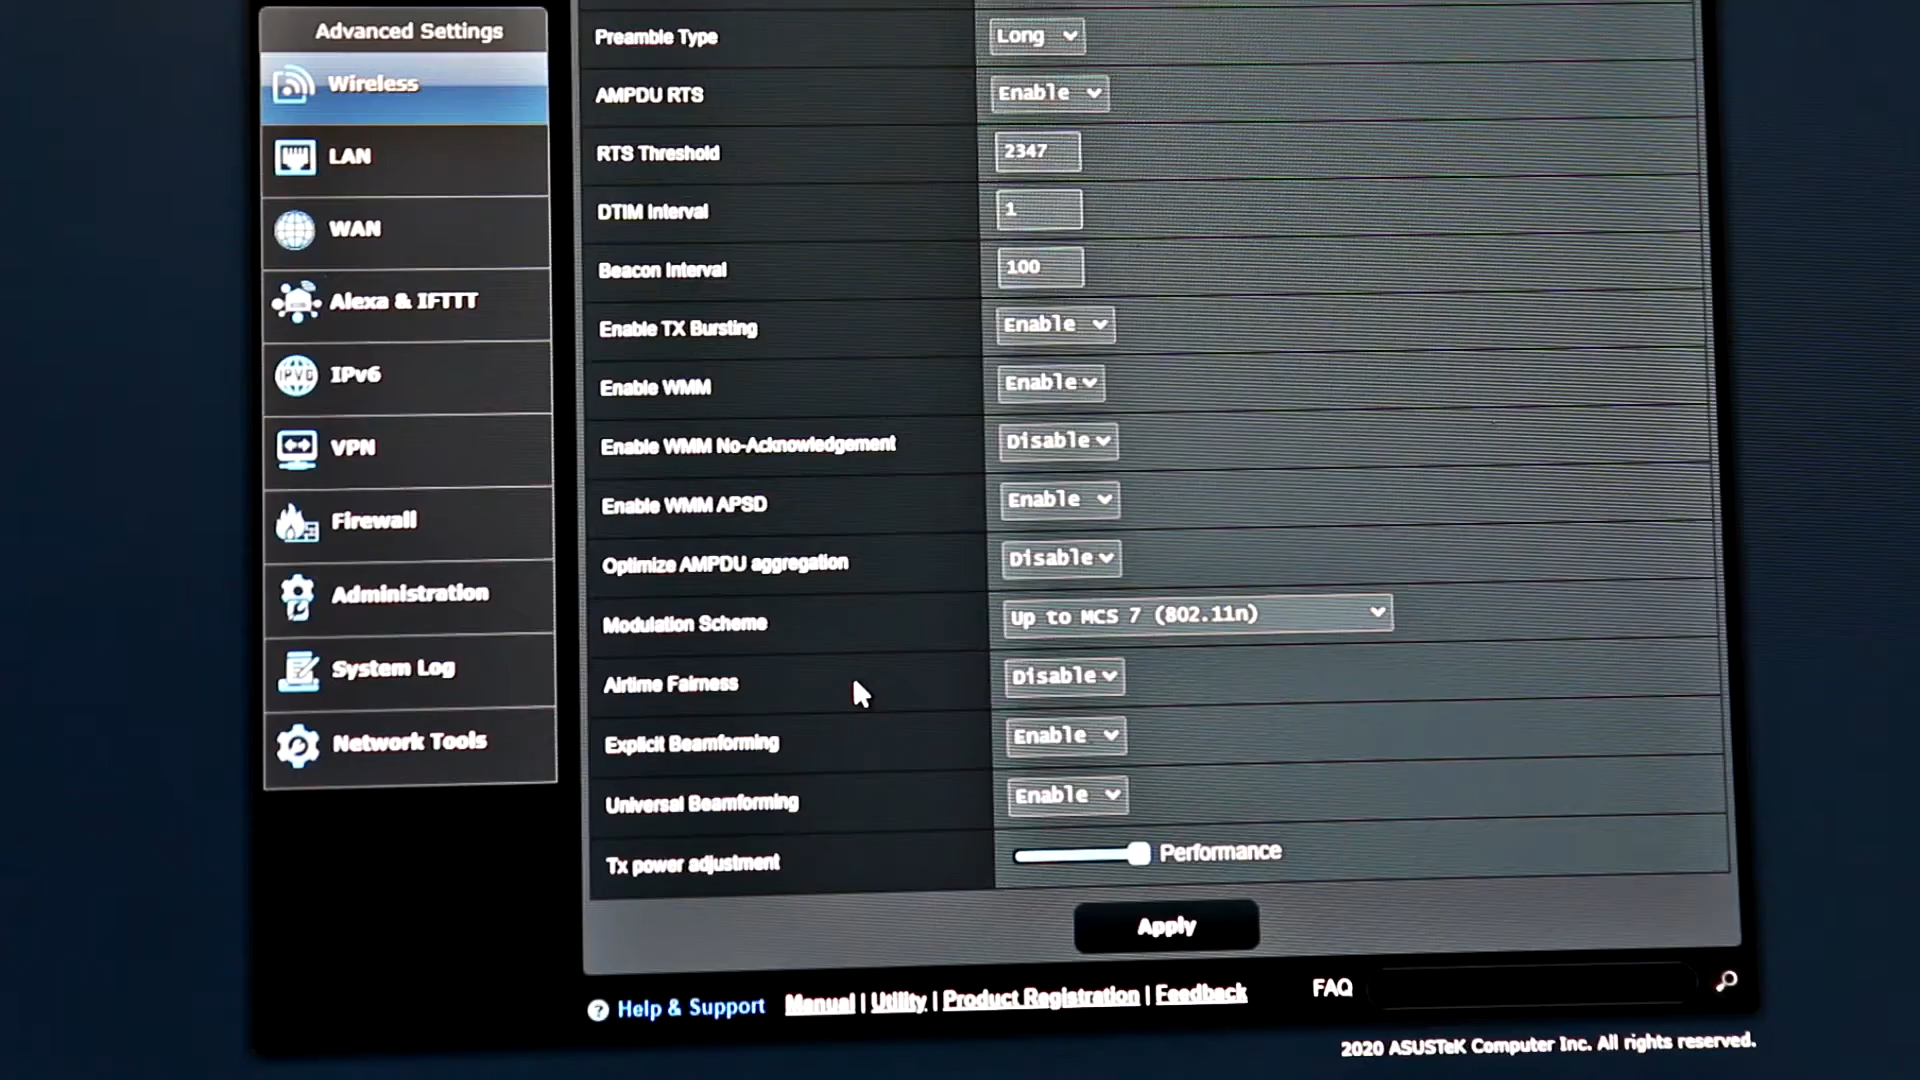 Advanced Settings
Wireless
LAN
WAN
Alexa & IFTTT
IPv6
VPN
Firewall
Administration
System Log
Network Tools
Preamble Type Long
AMPDU RTS Enable
RTS Threshold 2347
DTIM Interval 1
Beacon Interval 100
Enable TX Bursting Enable
Enable WMM Enable
Enable WMM No-Acknowledgement Disable
Enable WMM APSD Enable
Optimize AMPDU aggregation Disable
Modulation Scheme Up to MCS 7 (802.11n)
Airtime Fairness Disable
Explicit Beamforming Enable
Universal Beamforming Enable
Tx power adjustment Performance
Apply
? Help & Support Manual | Utility | Product Registration | Feedback FAQ
2020 ASUSTeK Computer Inc. All rights reserved.